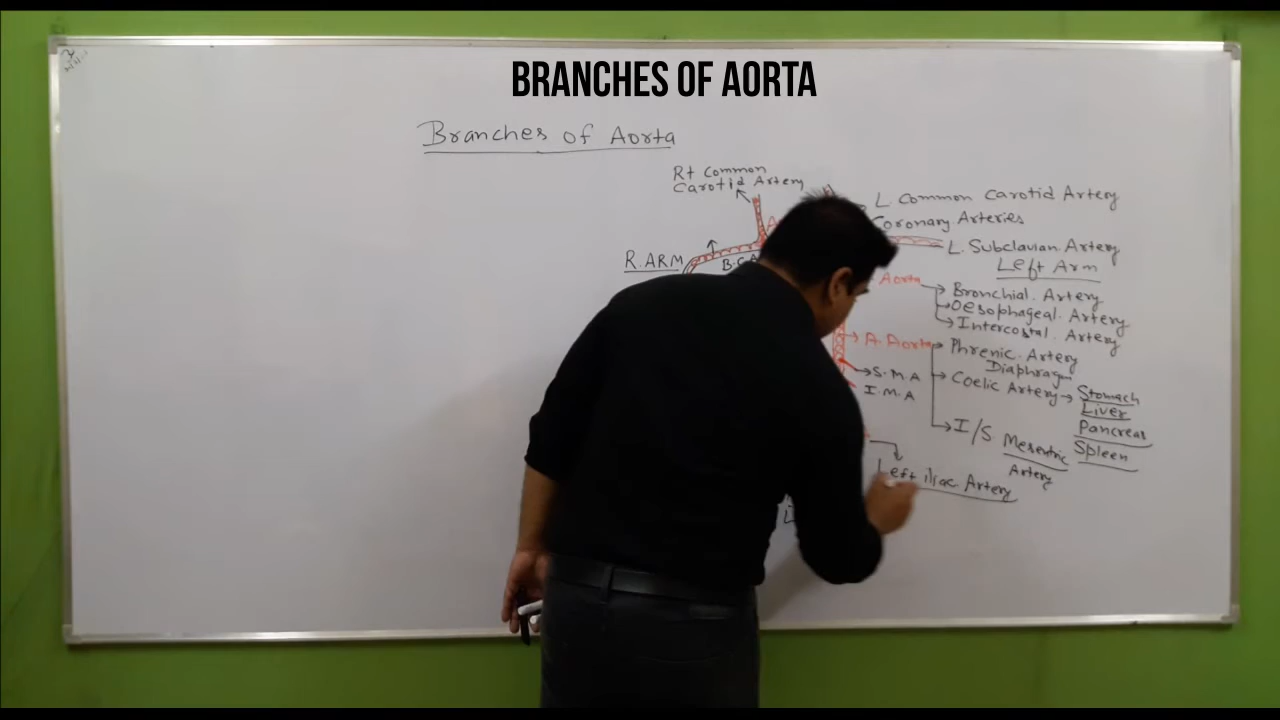 BRANCHES OF AORTA
Branches of Aorta
Rt Common
Carotid Artery
L. Common Carotid Artery
Coronary Arteries
L. Subclavian Artery
Left Arm
R. ARM
Aorta
Bronchial. Artery
Oesophageal. Artery
Intercostal. Artery
A. Aorta
Phrenic. Artery
Diaphrag
S.M.A
I.M.A
Coelic Artery
Stomach
Liver
Pancreas
Spleen
I/S Mesentric
Artery
Left iliac Artery